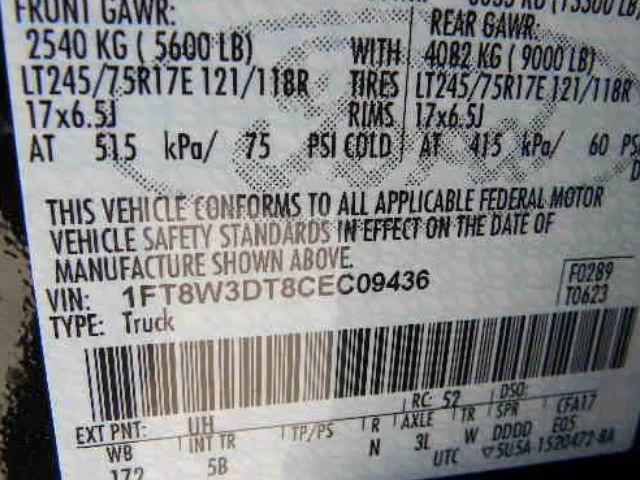 FRONT GAWR:
2540 KG ( 5600 LB)
LT245/75R17E 121/118R
17x6.5J
AT 515 kPa/ 75 PSI COLD
WITH
TIRES
RIMS
REAR GAWR:
4082 KG ( 9000 LB)
LT245/75R17E 121/118R
17x6.5J
AT 415 kPa/ 60 PSI
THIS VEHICLE CONFORMS TO ALL APPLICABLE FEDERAL MOTOR
VEHICLE SAFETY STANDARDS IN EFFECT ON THE DATE OF
MANUFACTURE SHOWN ABOVE.
VIN: 1FT8W3DT8CEC09436
TYPE: Truck
F0289
T0623
EXT PNT: UH RC: 52 DSO:
WB INT TR TP/PS R AXLE TR SPR CFA17
172 5B N 3L W DDDD E05
UTC ▽5U5A-1520472-BA